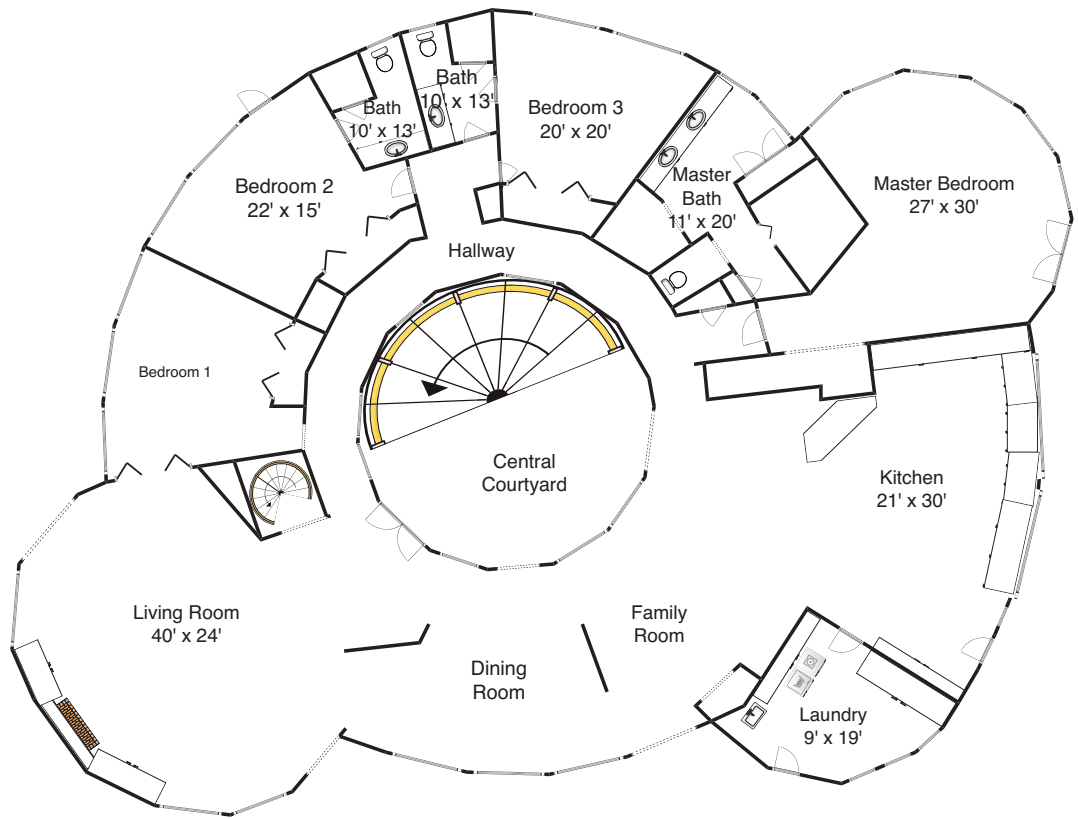 Bath
10' x 13'
Bath
10' x 13'
Bedroom 3
20' x 20'
Bedroom 2
22' x 15'
Master
Bath
11' x 20'
Master Bedroom
27' x 30'
Hallway
Bedroom 1
Central
Courtyard
Kitchen
21' x 30'
Living Room
40' x 24'
Family
Room
Dining
Room
Laundry
9' x 19'